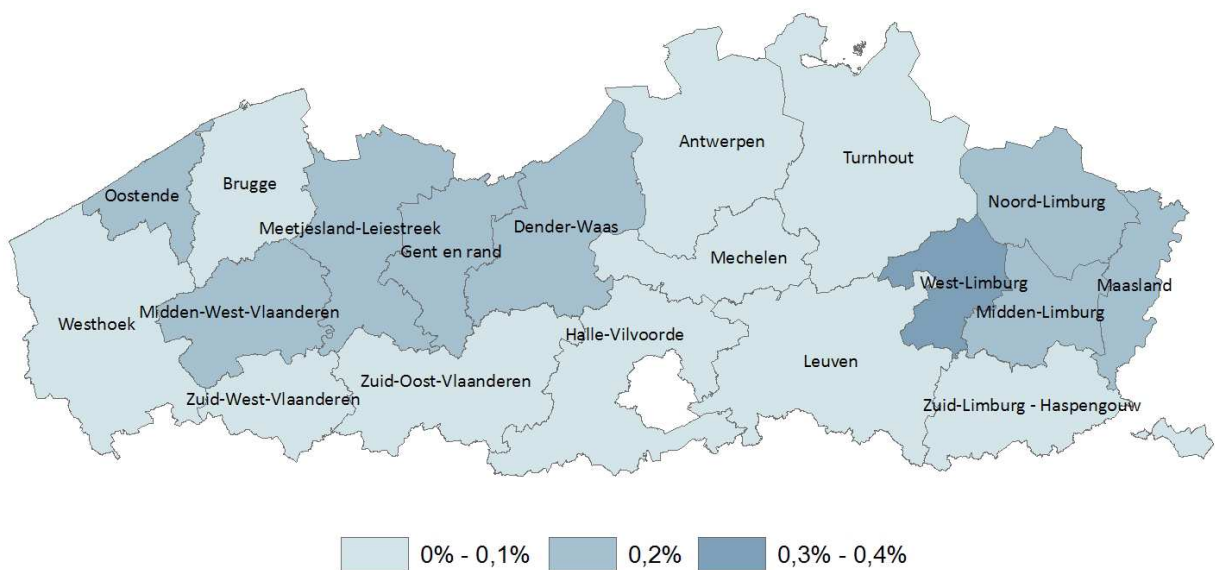 Antwerpen
Turnhout
Brugge
Oostende
Noord-Limburg
Meetjesland-Leiestreek
Dender-Waas
Gent en rand
Mechelen
West-Limburg
Maasland
Midden-West-Vlaanderen
Midden-Limburg
Westhoek
Halle-Vilvoorde
Leuven
Zuid-Oost-Vlaanderen
Zuid-West-Vlaanderen
Zuid-Limburg - Haspengouw
0% - 0,1%
0,2%
0,3% - 0,4%